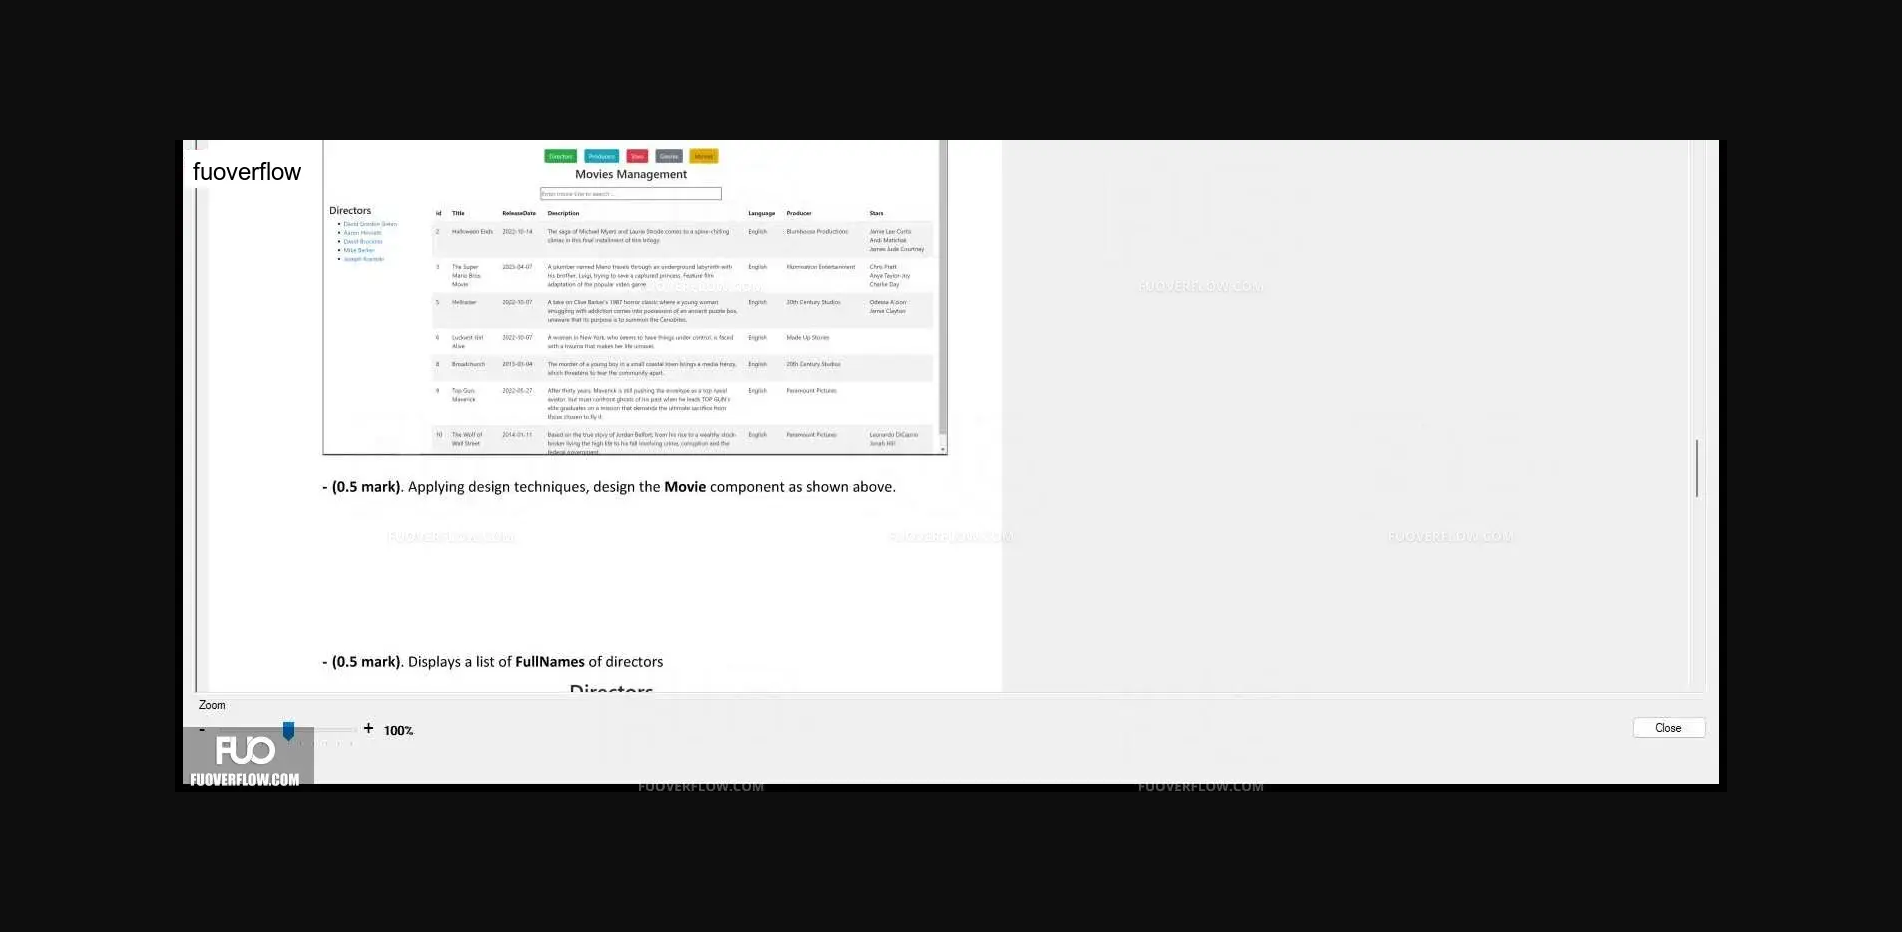 fuoverflow
Directors Producers Stars Genres Movies
Movies Management
Enter movie title to search ...
Directors
David Gordon Green
Aaron Horvath
David Bruckner
Mike Barker
Joseph Kosinski
Id Title ReleaseDate Description Language Producer Stars
2 Halloween Ends 2022-10-14 The saga of Michael Myers and Laurie Strode comes to a spine-chilling English Blumhouse Productions Jamie Lee Curtis
climax in this final installment of this trilogy. Andi Matichak
James Jude Courtney
3 The Super 2023-04-07 A plumber named Mario travels through an underground labyrinth with English Illumination Entertainment Chris Pratt
Mario Bros. his brother, Luigi, trying to save a captured princess. Feature film Anya Taylor-Joy
Movie adaptation of the popular video game Charlie Day
5 Hellraiser 2022-10-07 A take on Clive Barker's 1987 horror classic where a young woman English 20th Century Studios Odessa A'zion
struggling with addiction comes into possession of an ancient puzzle box, Jamie Clayton
unaware that its purpose is to summon the Cenobites.
6 Luckiest Girl 2022-10-07 A woman in New York, who seems to have things under control, is faced English Made Up Stories
Alive with a trauma that makes her life unravel.
8 Broadchurch 2013-03-04 The murder of a young boy in a small coastal town brings a media frenzy, English 20th Century Studios
which threatens to tear the community apart.
9 Top Gun: 2022-05-27 After thirty years, Maverick is still pushing the envelope as a top naval English Paramount Pictures
Maverick aviator, but must confront ghosts of his past when he leads TOP GUN's
elite graduates on a mission that demands the ultimate sacrifice from
those chosen to fly it.
10 The Wolf of 2014-01-11 Based on the true story of Jordan Belfort, from his rise to a wealthy stock- English Paramount Pictures Leonardo DiCaprio
Wall Street broker living the high life to his fall involving crime, corruption and the Jonah Hill
federal government.
FUOVERFLOW.COM FUOVERFLOW.COM
- (0.5 mark). Applying design techniques, design the Movie component as shown above.
FUOVERFLOW.COM FUOVERFLOW.COM FUOVERFLOW.COM
- (0.5 mark). Displays a list of FullNames of directors
Directors
Zoom
- + 100%
Close
FUO
FUOVERFLOW.COM
FUOVERFLOW.COM FUOVERFLOW.COM